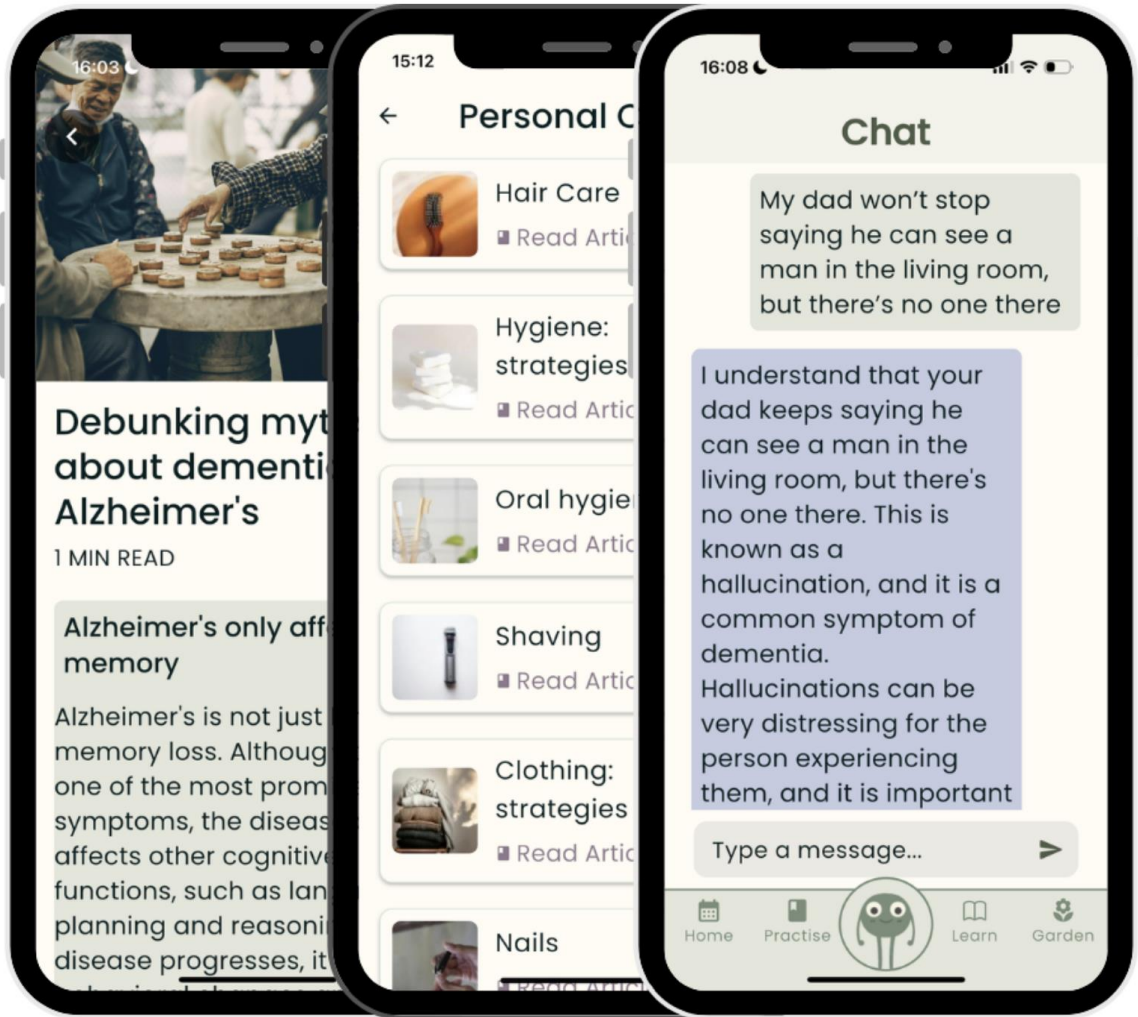 16:03
Debunking myt
about dementi
Alzheimer's
1 MIN READ
Alzheimer's only aff
memory
Alzheimer's is not just
memory loss. Althoug
one of the most prom
symptoms, the diseas
affects other cognitive
functions, such as lan
planning and reasoni
disease progresses, it
15:12
Personal C
Hair Care
Read Artic
Hygiene:
strategies
Read Artic
Oral hygie
Read Artic
Shaving
Read Artic
Clothing:
strategies
Read Artic
Nails
Read Artic
16:08
Chat
My dad won’t stop
saying he can see a
man in the living room,
but there’s no one there
I understand that your
dad keeps saying he
can see a man in the
living room, but there's
no one there. This is
known as a
hallucination, and it is a
common symptom of
dementia.
Hallucinations can be
very distressing for the
person experiencing
them, and it is important
Type a message...
Home
Practise
Learn
Garden